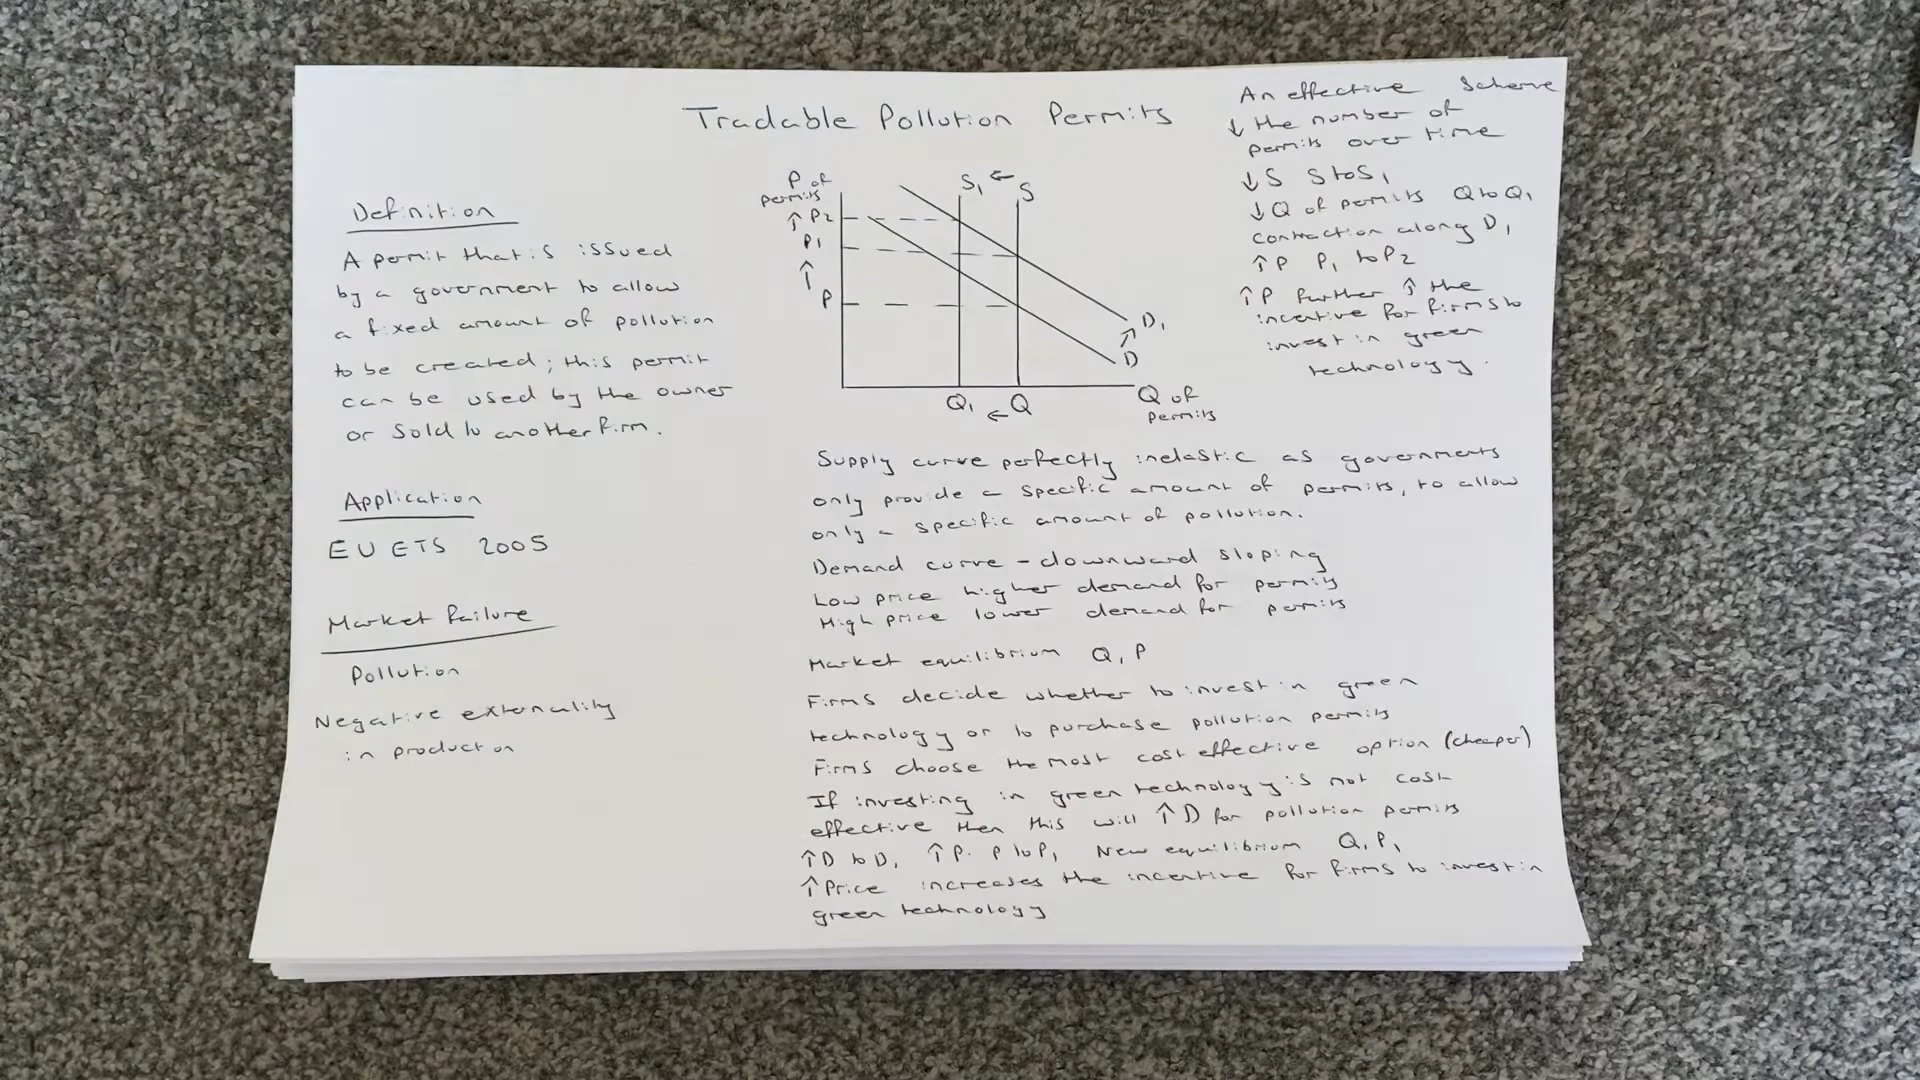 Tradable Pollution Permits
Definition
A permit that is issued
by a government to allow
a fixed amount of pollution
to be created; this permit
can be used by the owner
or sold to another firm.
Application
EU ETS 2005
Market Failure
Pollution
Negative externality
in production
P of
permits
↑ P2
P1
↑
P
S1 ← S
D1
↗
D
Q1 ← Q
Q of
permits
An effective scheme
↓ the number of
permits over time
↓S S to S1
↓Q of permits Q to Q1
contraction along D1
↑P P1 to P2
↑P further ↑ the
incentive for firms to
invest in green
technology.
Supply curve perfectly inelastic as governments
only provide a specific amount of permits, to allow
only a specific amount of pollution.
Demand curve - downward sloping
Low price higher demand for permits
High price lower demand for permits
Market equilibrium Q, P
Firms decide whether to invest in green
technology or to purchase pollution permits
Firms choose the most cost effective option (cheaper)
If investing in green technology is not cost
effective then this will ↑D for pollution permits
↑D to D1 ↑P. P to P1 New equilibrium Q, P1
↑Price increases the incentive for firms to invest in
green technology